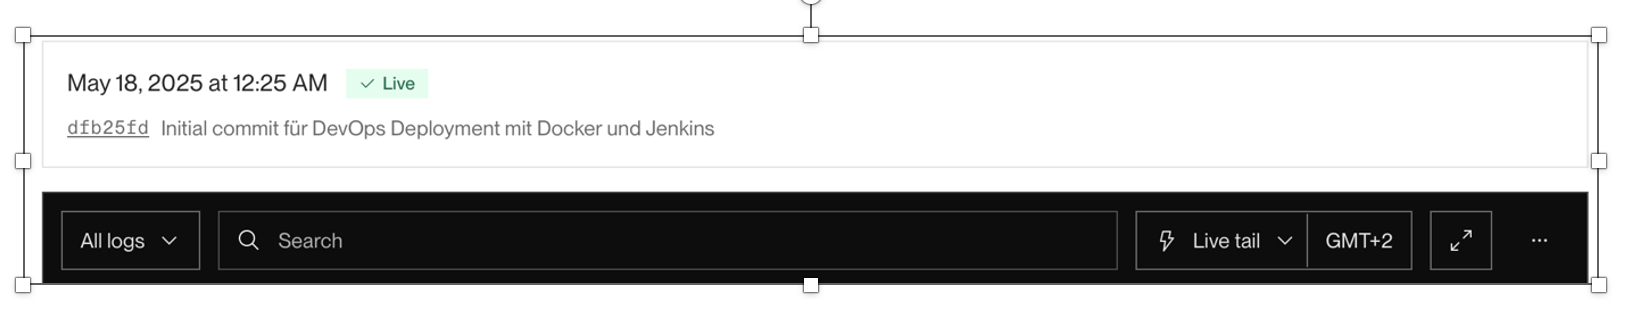 May 18, 2025 at 12:25 AM Live
dfb25fd Initial commit für DevOps Deployment mit Docker und Jenkins
All logs Search Live tail GMT+2